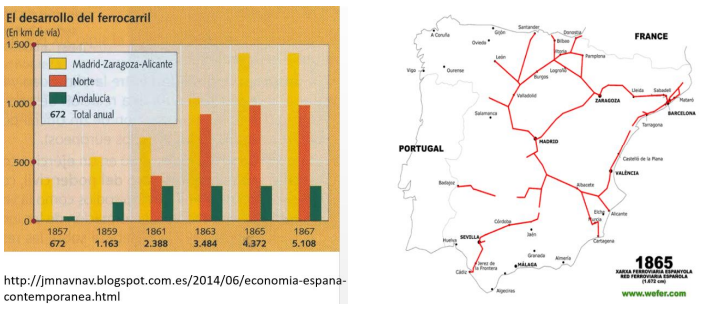 El desarrollo del ferrocarril
(En km de vía)
1.500
1.000
500
0
Madrid-Zaragoza-Alicante
Norte
Andalucía
672 Total anual
1857 1859 1861 1863 1865 1867
672 1.163 2.388 3.484 4.372 5.108
http://jmnavnav.blogspot.com.es/2014/06/economia-espana-
contemporanea.html
FRANCE
PORTUGAL
A Coruña
Gijón
Oviedo
Santander
Bilbao
Donostia
Pamplona
León
Vigo
Ourense
Burgos
Logroño
Valladolid
ZARAGOZA
Lleida
Sabadell
Mataró
BARCELONA
Tarragona
Salamanca
MADRID
Castelló de la Plana
VALÈNCIA
Badajoz
Albacete
Elche
Alicante
Murcia
Cartagena
Córdoba
Jaén
SEVILLA
Huelva
Granada
Almería
Jerez de
la Frontera
MÁLAGA
Cádiz
Algeciras
1865
XARXA FERROVIARIA ESPANYOLA
RED FERROVIARIA ESPAÑOLA
www.wefer.com